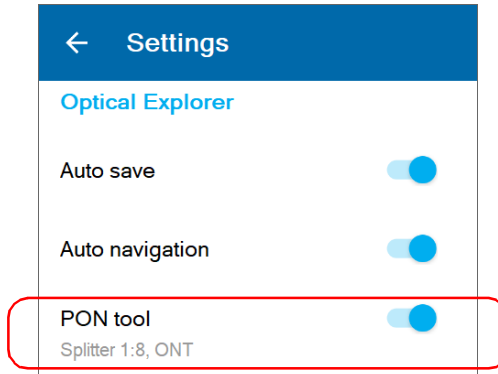 Settings
Optical Explorer
Auto save
Auto navigation
PON tool
Splitter 1:8, ONT